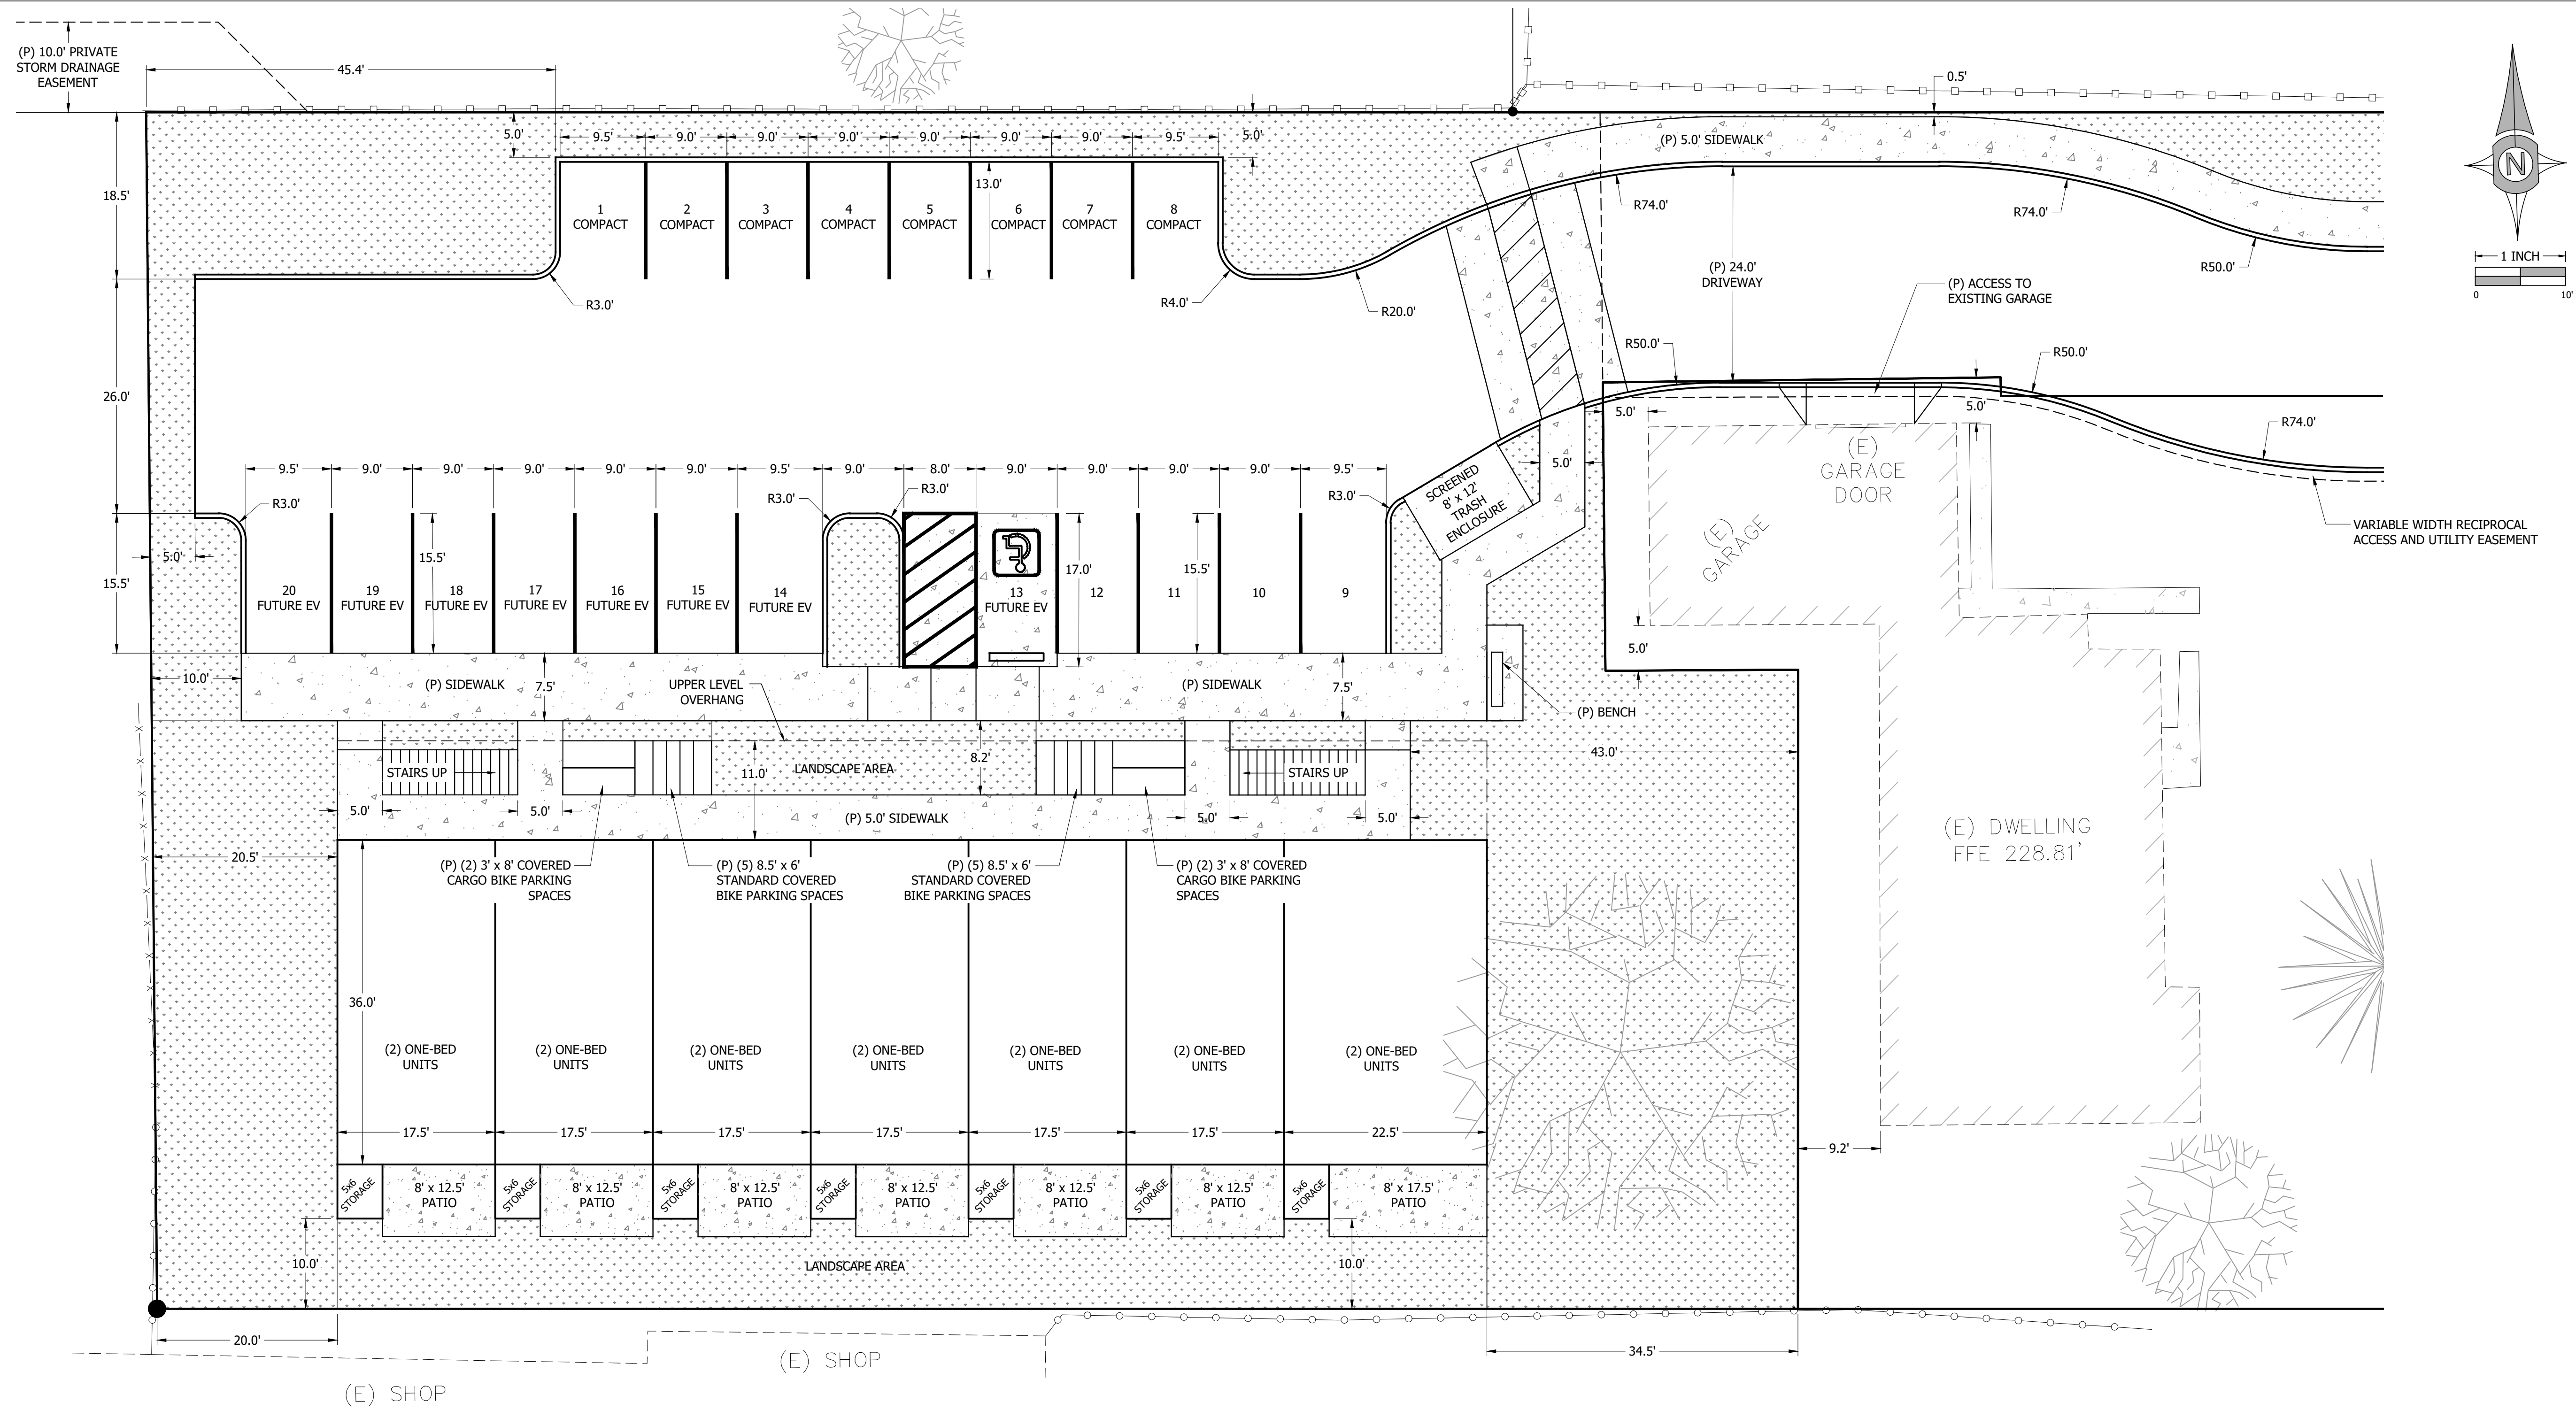 (P) 10.0' PRIVATE
STORM DRAINAGE
EASEMENT
45.4'
0.5'
5.0'
9.5'
9.0'
9.0'
9.0'
9.0'
9.0'
9.0'
9.5'
5.0'
(P) 5.0' SIDEWALK
N
18.5'
13.0'
1
COMPACT
2
COMPACT
3
COMPACT
4
COMPACT
5
COMPACT
6
COMPACT
7
COMPACT
8
COMPACT
R74.0'
R74.0'
R50.0'
1 INCH
0
10'
R3.0'
R4.0'
R20.0'
(P) 24.0'
DRIVEWAY
(P) ACCESS TO
EXISTING GARAGE
26.0'
R50.0'
R50.0'
5.0'
5.0'
R74.0'
9.5'
9.0'
9.0'
9.0'
9.0'
9.0'
9.5'
9.0'
8.0'
9.0'
9.0'
9.0'
9.0'
9.5'
5.0'
(E)
GARAGE
DOOR
R3.0'
R3.0'
R3.0'
R3.0'
SCREENED
8' x 12'
TRASH
ENCLOSURE
(E)
GARAGE
VARIABLE WIDTH RECIPROCAL
ACCESS AND UTILITY EASEMENT
5.0'
15.5'
15.5'
17.0'
15.5'
20
FUTURE EV
19
FUTURE EV
18
FUTURE EV
17
FUTURE EV
16
FUTURE EV
15
FUTURE EV
14
FUTURE EV
13
FUTURE EV
12
11
10
9
5.0'
10.0'
(P) SIDEWALK
7.5'
UPPER LEVEL
OVERHANG
(P) SIDEWALK
7.5'
(P) BENCH
43.0'
STAIRS UP
11.0'
LANDSCAPE AREA
8.2'
STAIRS UP
5.0'
5.0'
(P) 5.0' SIDEWALK
5.0'
5.0'
20.5'
(P) (2) 3' x 8' COVERED
CARGO BIKE PARKING
SPACES
(P) (5) 8.5' x 6'
STANDARD COVERED
BIKE PARKING SPACES
(P) (5) 8.5' x 6'
STANDARD COVERED
BIKE PARKING SPACES
(P) (2) 3' x 8' COVERED
CARGO BIKE PARKING
SPACES
(E) DWELLING
FFE 228.81'
36.0'
(2) ONE-BED
UNITS
(2) ONE-BED
UNITS
(2) ONE-BED
UNITS
(2) ONE-BED
UNITS
(2) ONE-BED
UNITS
(2) ONE-BED
UNITS
(2) ONE-BED
UNITS
17.5'
17.5'
17.5'
17.5'
17.5'
17.5'
22.5'
9.2'
5x6
STORAGE
8' x 12.5'
PATIO
5x6
STORAGE
8' x 12.5'
PATIO
5x6
STORAGE
8' x 12.5'
PATIO
5x6
STORAGE
8' x 12.5'
PATIO
5x6
STORAGE
8' x 12.5'
PATIO
5x6
STORAGE
8' x 12.5'
PATIO
5x6
STORAGE
8' x 17.5'
PATIO
10.0'
LANDSCAPE AREA
10.0'
20.0'
34.5'
(E) SHOP
(E) SHOP